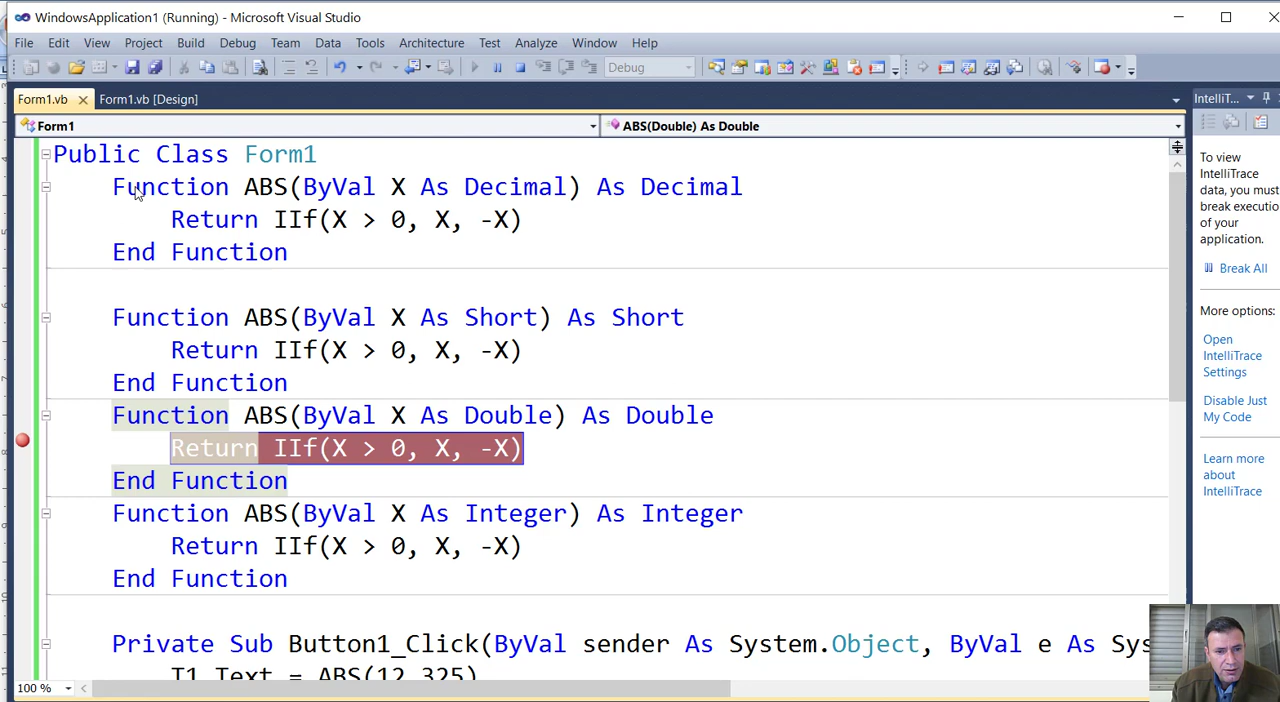 WindowsApplication1 (Running) - Microsoft Visual Studio
File Edit View Project Build Debug Team Data Tools Architecture Test Analyze Window Help
Debug
Form1.vb Form1.vb [Design]
Form1 ABS(Double) As Double
Public Class Form1
Function ABS(ByVal X As Decimal) As Decimal
Return IIf(X > 0, X, -X)
End Function
Function ABS(ByVal X As Short) As Short
Return IIf(X > 0, X, -X)
End Function
Function ABS(ByVal X As Double) As Double
Return IIf(X > 0, X, -X)
End Function
Function ABS(ByVal X As Integer) As Integer
Return IIf(X > 0, X, -X)
End Function
Private Sub Button1_Click(ByVal sender As System.Object, ByVal e As Sys
T1.Text = ABS(12.325)
100 %
IntelliT...
To view
IntelliTrace
data, you must
break executio
of your
application.
Break All
More options:
Open
IntelliTrace
Settings
Disable Just
My Code
Learn more
about
IntelliTrace